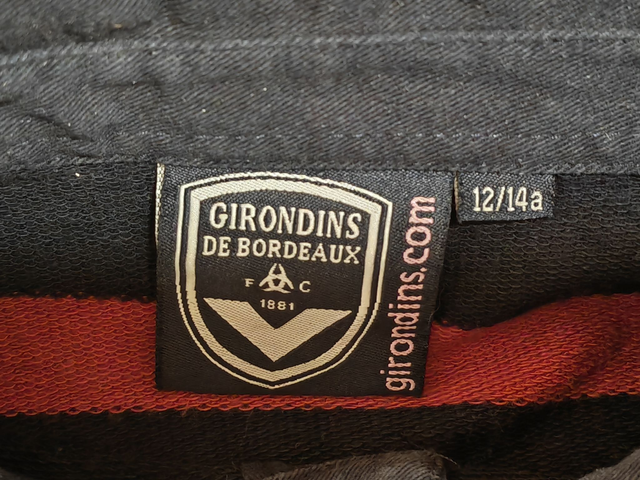 GIRONDINS
DE BORDEAUX
F C
1881
girondins.com
12/14a